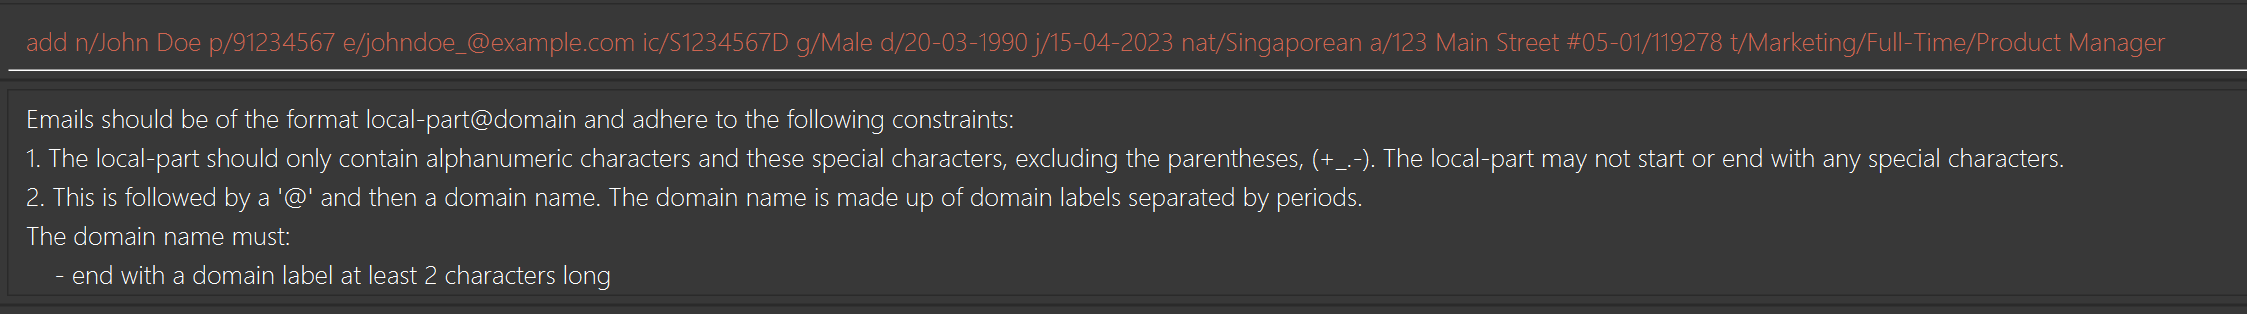 add n/John Doe p/91234567 e/johndoe_@example.com ic/S1234567D g/Male d/20-03-1990 j/15-04-2023 nat/Singaporean a/123 Main Street #05-01/119278 t/Marketing/Full-Time/Product Manager
Emails should be of the format local-part@domain and adhere to the following constraints:
1. The local-part should only contain alphanumeric characters and these special characters, excluding the parentheses, (+_.-). The local-part may not start or end with any special characters.
2. This is followed by a '@' and then a domain name. The domain name is made up of domain labels separated by periods.
The domain name must:
- end with a domain label at least 2 characters long